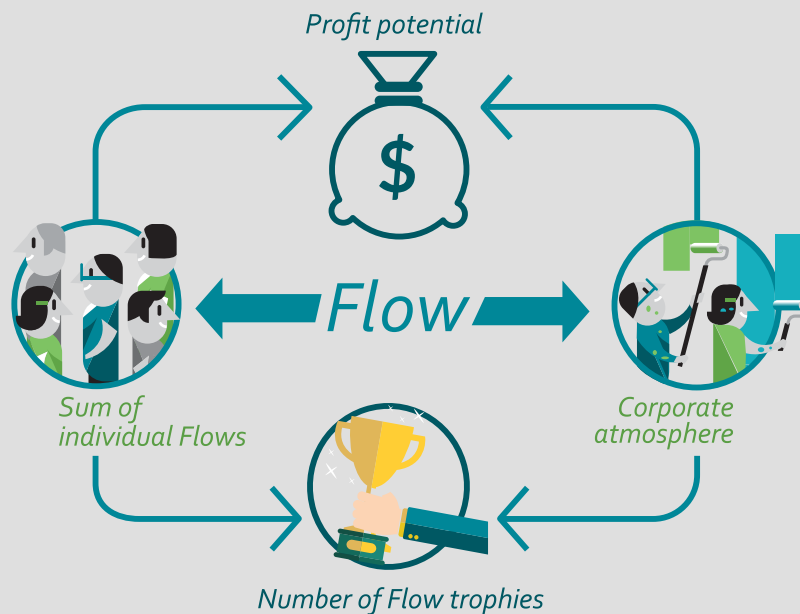 Profit potential
$
Flow
Sum of
individual Flows
Corporate
atmosphere
Number of Flow trophies